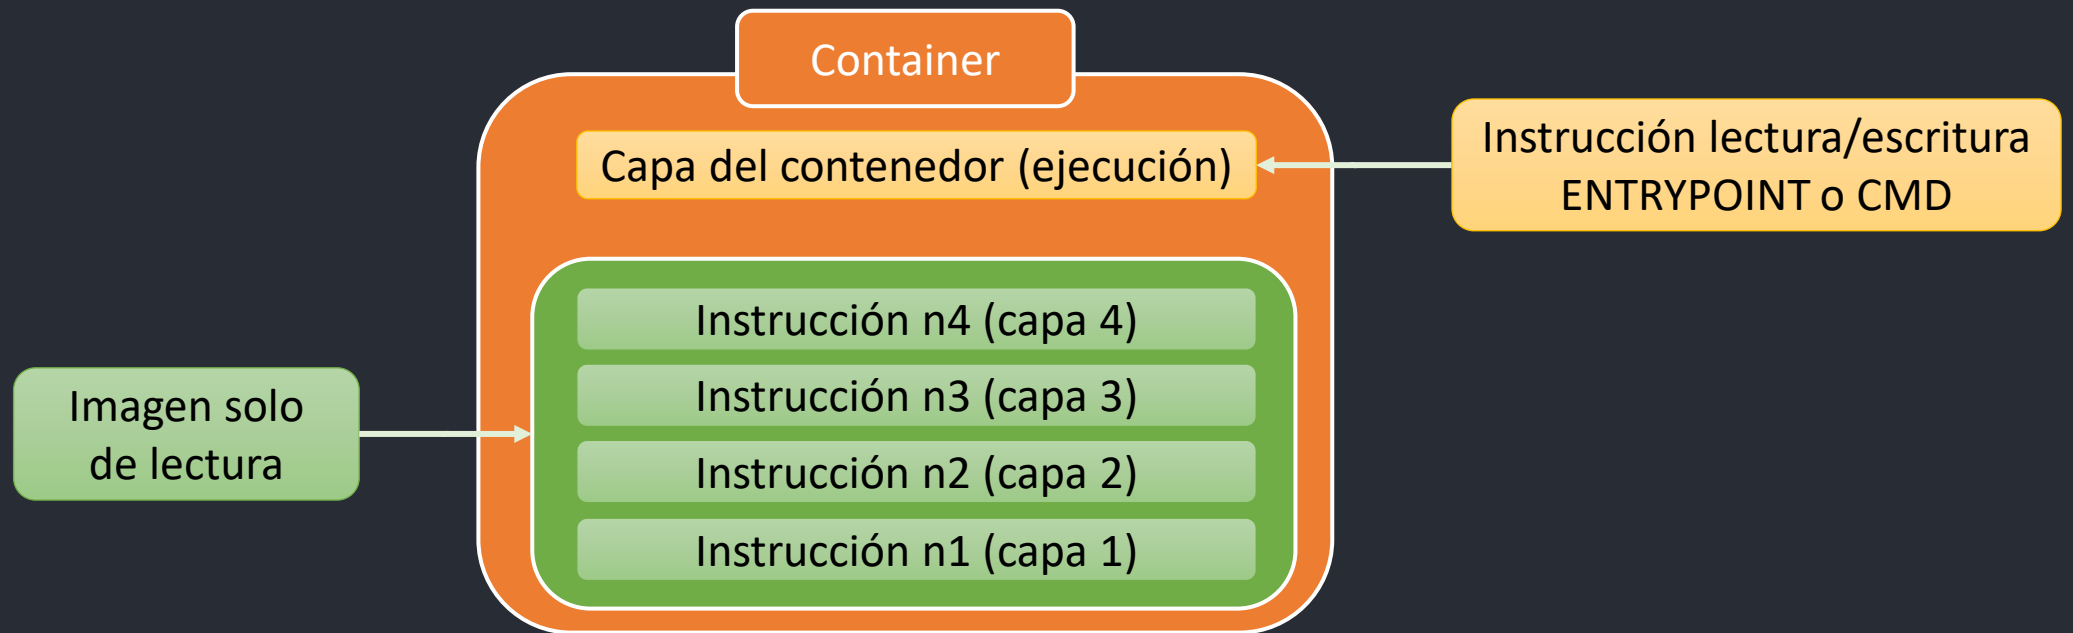 Container
Capa del contenedor (ejecución)
Instrucción lectura/escritura
ENTRYPOINT o CMD
Instrucción n4 (capa 4)
Instrucción n3 (capa 3)
Instrucción n2 (capa 2)
Instrucción n1 (capa 1)
Imagen solo
de lectura